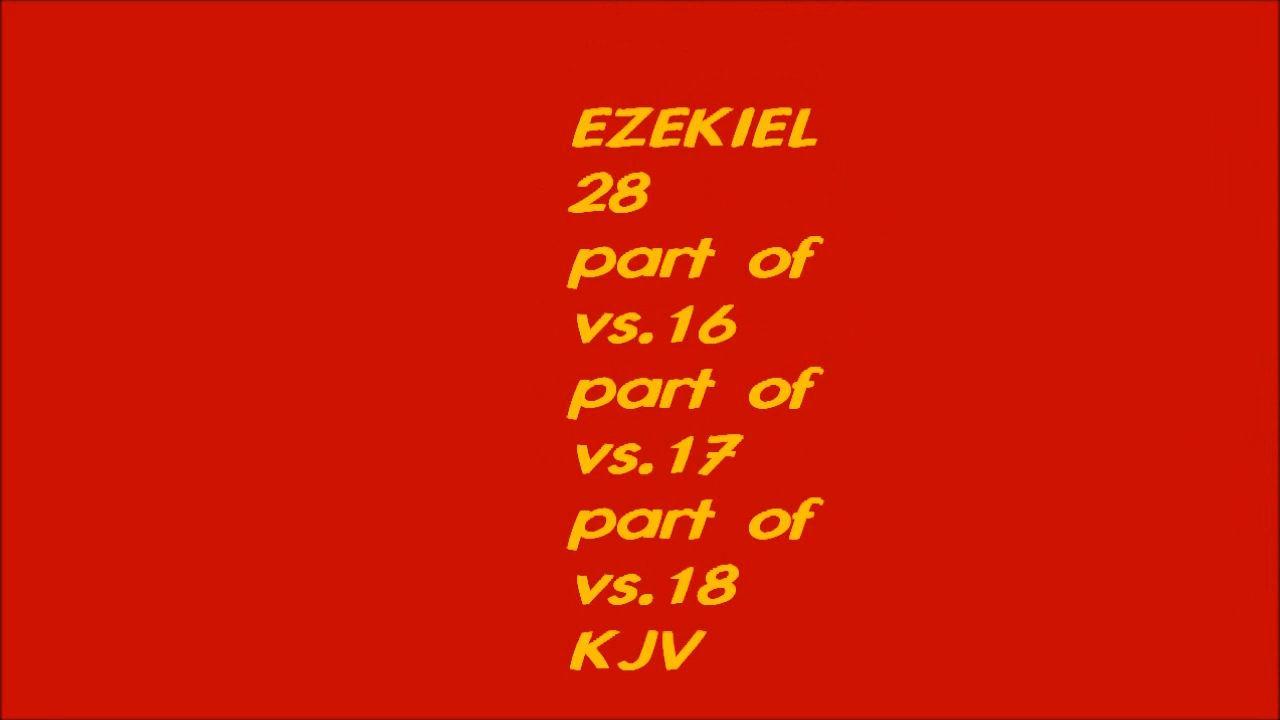 EZEKIEL
28
part of
vs.16
part of
vs.17
part of
vs.18
KJV